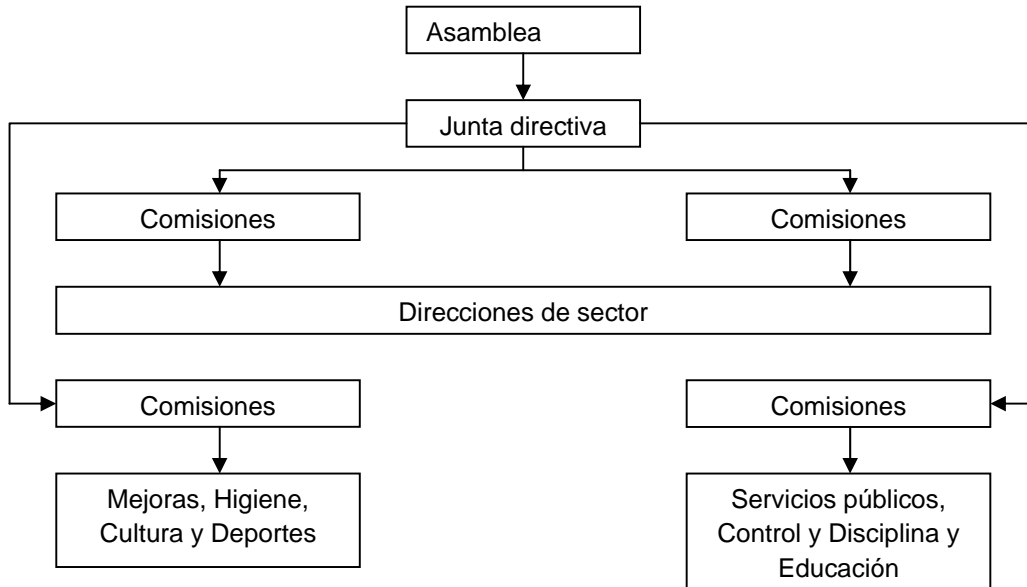 Asamblea
Junta directiva
Comisiones
Comisiones
Direcciones de sector
Comisiones
Comisiones
Mejoras, Higiene,
Cultura y Deportes
Servicios públicos,
Control y Disciplina y
Educación